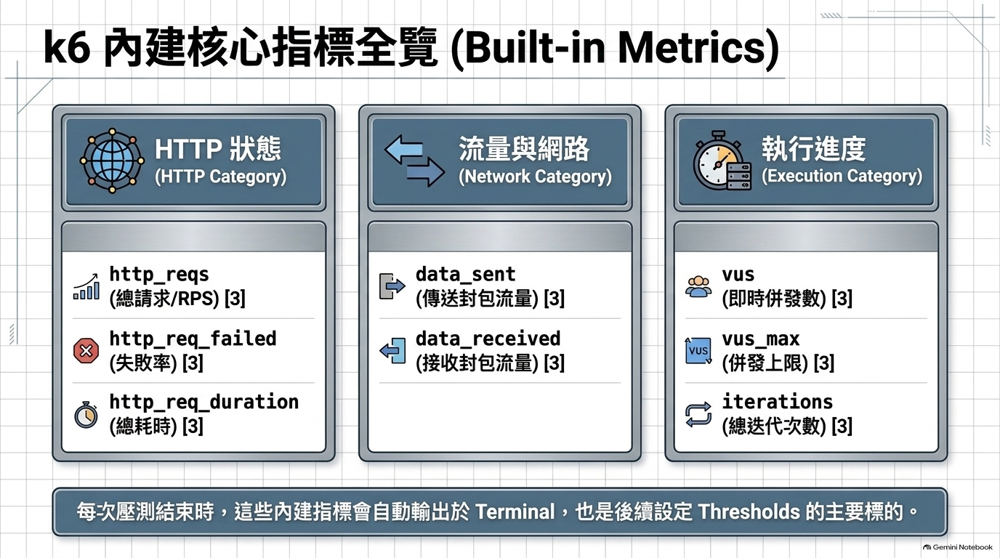 k6 內建核心指標全覽 (Built-in Metrics)
HTTP 狀態
(HTTP Category)
http_reqs
(總請求/RPS) [3]
http_req_failed
(失敗率) [3]
http_req_duration
(總耗時) [3]
流量與網路
(Network Category)
data_sent
(傳送封包流量) [3]
data_received
(接收封包流量) [3]
執行進度
(Execution Category)
vus
(即時併發數) [3]
VUS
vus_max
(併發上限) [3]
iterations
(總迭代次數) [3]
每次壓測結束時，這些內建指標會自動輸出於 Terminal，也是後續設定 Thresholds 的主要標的。
Gemini Notebook